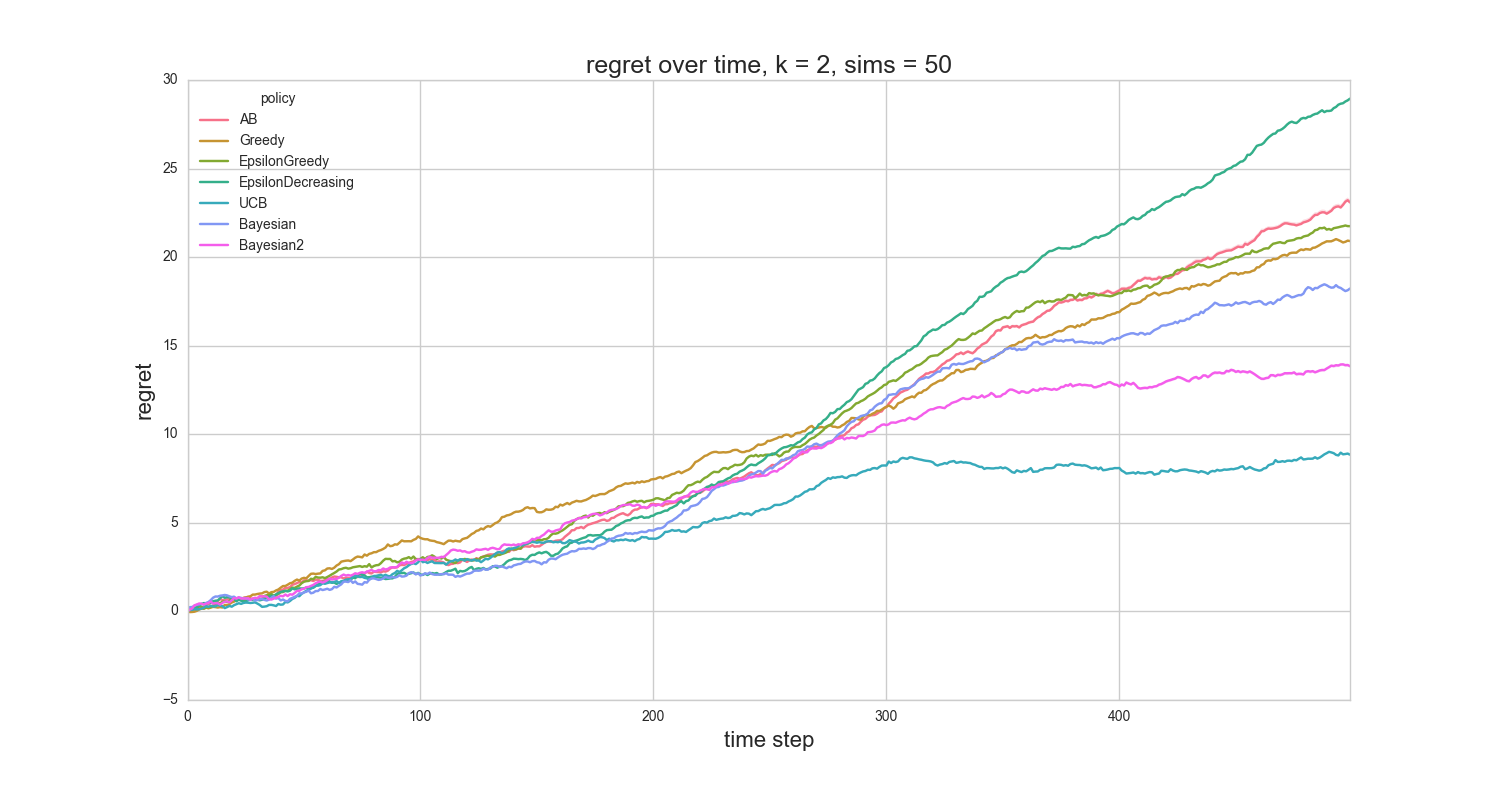 regret over time, k = 2, sims = 50
30
25
20
15
10
5
0
−5
regret
policy
AB
Greedy
EpsilonGreedy
EpsilonDecreasing
UCB
Bayesian
Bayesian2
0 100 200 300 400
time step